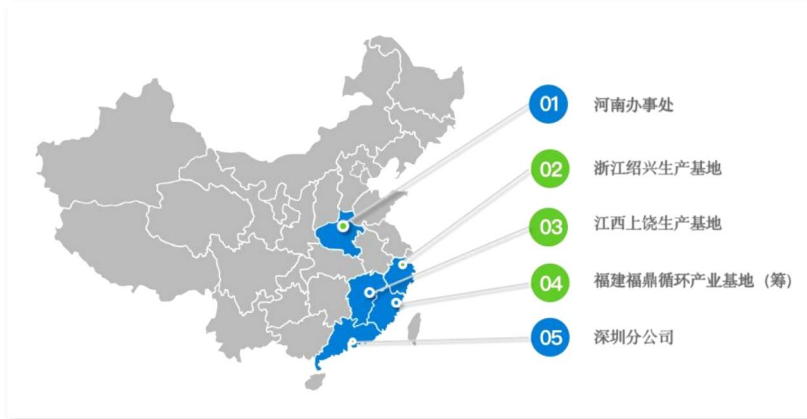 01 河南办事处
02 浙江绍兴生产基地
03 江西上饶生产基地
04 福建福鼎循环产业基地（筹）
05 深圳分公司